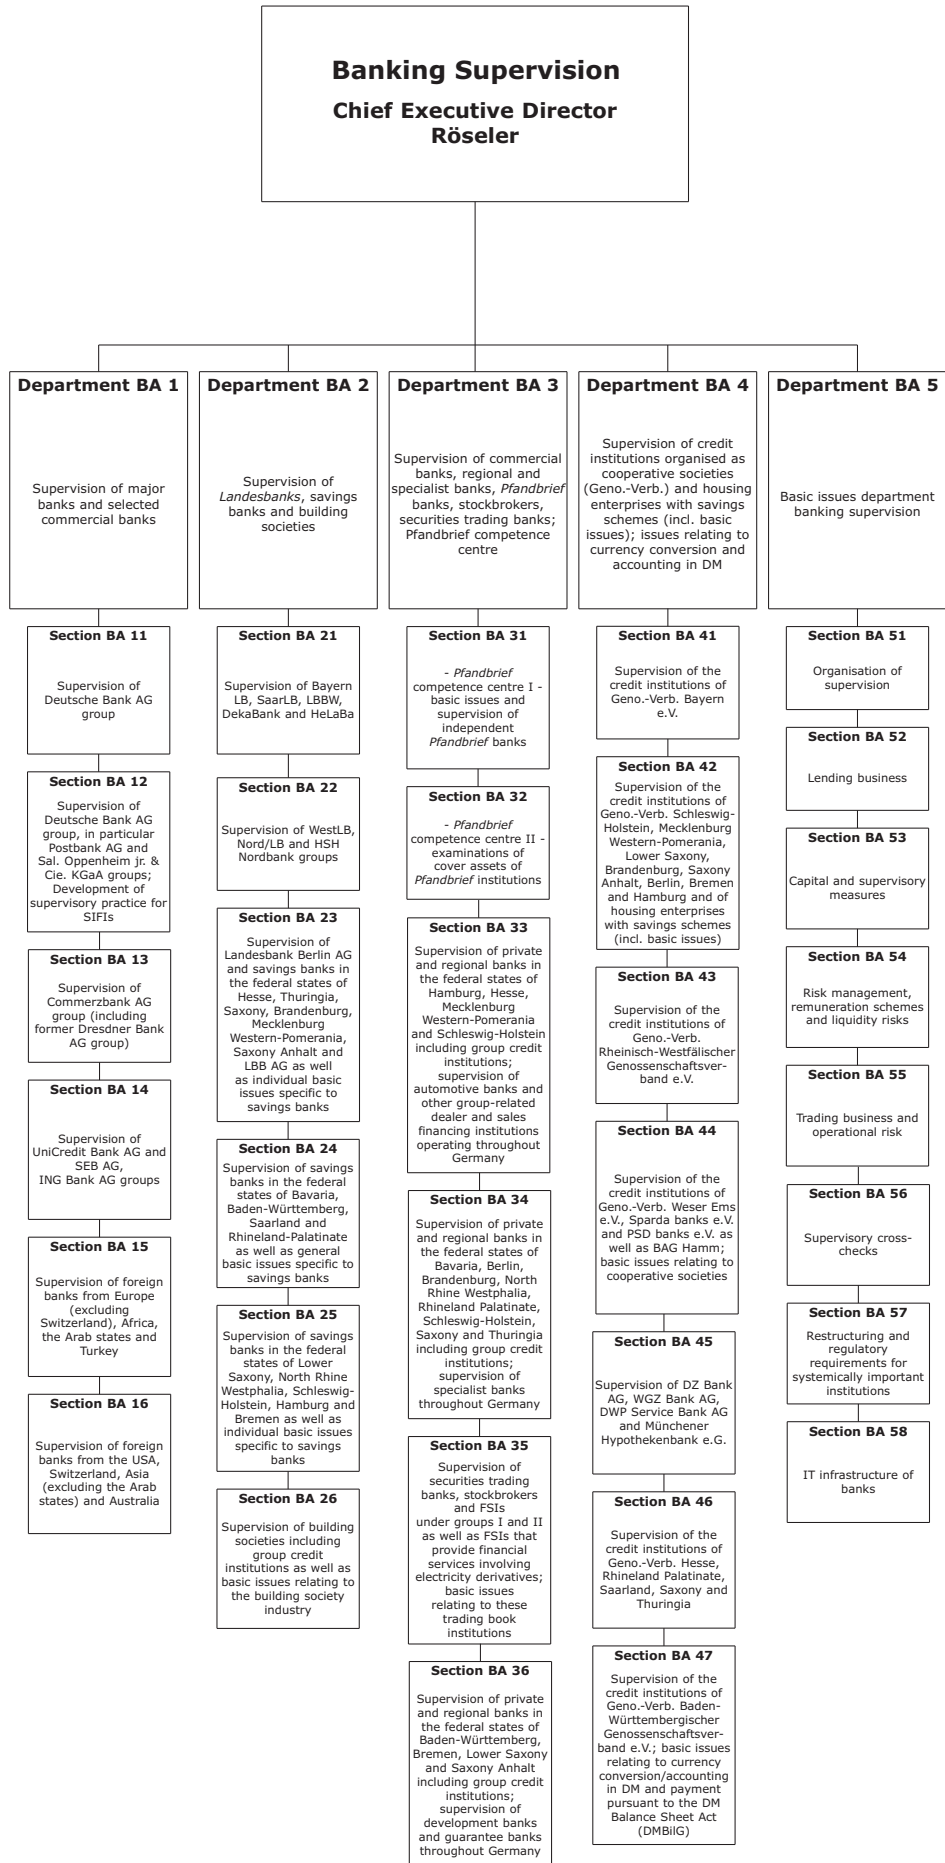 Banking Supervision
Chief Executive Director
Röseler
Department BA 1
Supervision of major
banks and selected
commercial banks
Section BA 11
Supervision of
Deutsche Bank AG
group
Section BA 12
Supervision of
Deutsche Bank AG
group, in particular
Postbank AG and
Sal. Oppenheim jr. &
Cie. KGaA groups;
Development of
supervisory practice for
SIFIs
Section BA 13
Supervision of
Commerzbank AG
group (including
former Dresdner Bank
AG group)
Section BA 14
Supervision of
UniCredit Bank AG and
SEB AG,
ING Bank AG groups
Section BA 15
Supervision of foreign
banks from Europe
(excluding
Switzerland), Africa,
the Arab states and
Turkey
Section BA 16
Supervision of foreign
banks from the USA,
Switzerland, Asia
(excluding the Arab
states) and Australia
Department BA 2
Supervision of
Landesbanks, savings
banks and building
societies
Section BA 21
Supervision of Bayern
LB, SaarLB, LBBW,
DekaBank and HeLaBa
Section BA 22
Supervision of WestLB,
Nord/LB and HSH
Nordbank groups
Section BA 23
Supervision of
Landesbank Berlin AG
and savings banks in
the federal states of
Hesse, Thuringia,
Saxony, Brandenburg,
Mecklenburg
Western-Pomerania,
Saxony Anhalt and
LBB AG as well
as individual basic
issues specific to
savings banks
Section BA 24
Supervision of savings
banks in the federal
states of Bavaria,
Baden-Württemberg,
Saarland and
Rhineland-Palatinate
as well as general
basic issues specific to
savings banks
Section BA 25
Supervision of savings
banks in the federal
states of Lower
Saxony, North Rhine
Westphalia, Schleswig-
Holstein, Hamburg
and Bremen as well as
individual basic issues
specific to savings
banks
Section BA 26
Supervision of building
societies including
group credit
institutions as well as
basic issues relating to
the building society
industry
Department BA 3
Supervision of commercial
banks, regional and
specialist banks, Pfandbrief
banks, stockbrokers,
securities trading banks;
Pfandbrief competence
centre
Section BA 31
- Pfandbrief
competence centre I -
basic issues and
supervision of
independent
Pfandbrief banks
Section BA 32
- Pfandbrief
competence centre II -
examinations of
cover assets of
Pfandbrief institutions
Section BA 33
Supervision of private
and regional banks in
the federal states of
Hamburg, Hesse,
Mecklenburg
Western-Pomerania
and Schleswig-Holstein
including group credit
institutions;
supervision of
automotive banks and
other group-related
dealer and sales
financing institutions
operating throughout
Germany
Section BA 34
Supervision of private
and regional banks in
the federal states of
Bavaria, Berlin,
Brandenburg, North
Rhine Westphalia,
Rhineland Palatinate,
Schleswig-Holstein,
Saxony and Thuringia
including group credit
institutions;
supervision of
specialist banks
throughout Germany
Section BA 35
Supervision of
securities trading
banks, stockbrokers
and FSIs
under groups I and II
as well as FSIs that
provide financial
services involving
electricity derivatives;
basic issues
relating to these
trading book
institutions
Section BA 36
Supervision of private
and regional banks in
the federal states of
Baden-Württemberg,
Bremen, Lower Saxony
and Saxony Anhalt
including group credit
institutions;
supervision of
development banks
and guarantee banks
throughout Germany
Department BA 4
Supervision of credit
institutions organised as
cooperative societies
(Geno.-Verb.) and housing
enterprises with savings
schemes (incl. basic
issues); issues relating to
currency conversion and
accounting in DM
Section BA 41
Supervision of the
credit institutions of
Geno.-Verb. Bayern
e.V.
Section BA 42
Supervision of the
credit institutions of
Geno.-Verb. Schleswig-
Holstein, Mecklenburg
Western-Pomerania,
Lower Saxony,
Brandenburg, Saxony
Anhalt, Berlin, Bremen
and Hamburg and of
housing enterprises
with savings schemes
(incl. basic issues)
Section BA 43
Supervision of the
credit institutions of
Geno.-Verb.
Rheinisch-Westfälischer
Genossenschaftsver-
band e.V.
Section BA 44
Supervision of the
credit institutions of
Geno.-Verb. Weser Ems
e.V., Sparda banks e.V.
and PSD banks e.V. as
well as BAG Hamm;
basic issues relating to
cooperative societies
Section BA 45
Supervision of DZ Bank
AG, WGZ Bank AG,
DWP Service Bank AG
and Münchener
Hypothekenbank e.G.
Section BA 46
Supervision of the
credit institutions of
Geno.-Verb. Hesse,
Rhineland Palatinate,
Saarland, Saxony and
Thuringia
Section BA 47
Supervision of the
credit institutions of
Geno.-Verb. Baden-
Württembergischer
Genossenschaftsver-
band e.V.; basic issues
relating to currency
conversion/accounting
in DM and payment
pursuant to the DM
Balance Sheet Act
(DMBilG)
Department BA 5
Basic issues department
banking supervision
Section BA 51
Organisation of
supervision
Section BA 52
Lending business
Section BA 53
Capital and supervisory
measures
Section BA 54
Risk management,
remuneration schemes
and liquidity risks
Section BA 55
Trading business and
operational risk
Section BA 56
Supervisory cross-
checks
Section BA 57
Restructuring and
regulatory
requirements for
systemically important
institutions
Section BA 58
IT infrastructure of
banks